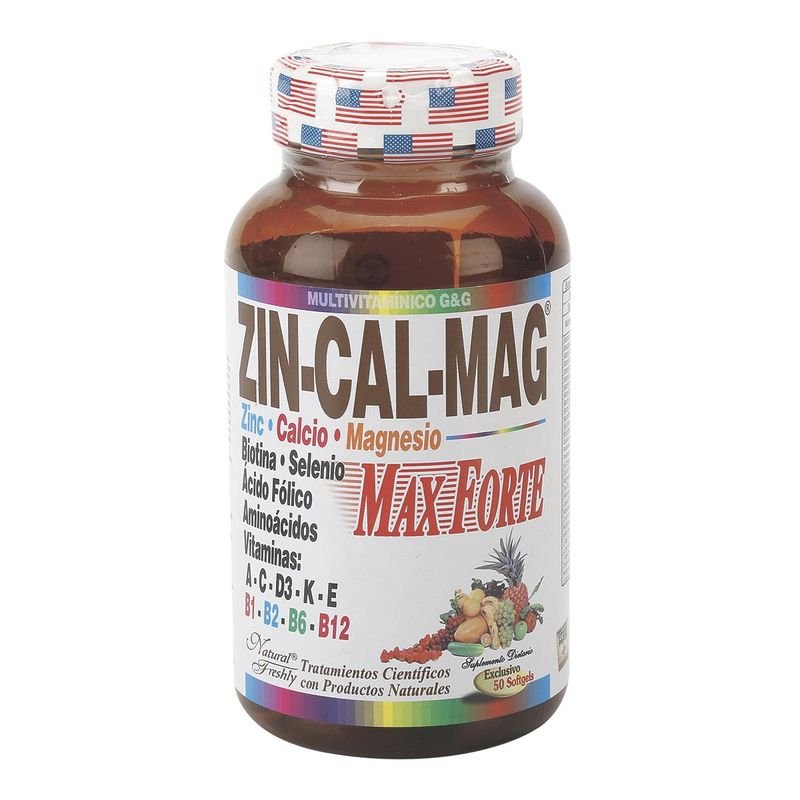 MULTIVITAMÍNICO G&G
ZIN-CAL-MAG®
Zinc • Calcio • Magnesio
Biotina • Selenio
Ácido Fólico
Aminoácidos
Vitaminas:
A - C - D3 - K - E
B1 - B2 - B6 - B12
MAX FORTE
Natural®
Freshly
Tratamientos Científicos
con Productos Naturales
Suplemento Dietario
Exclusivo
50 Softgels